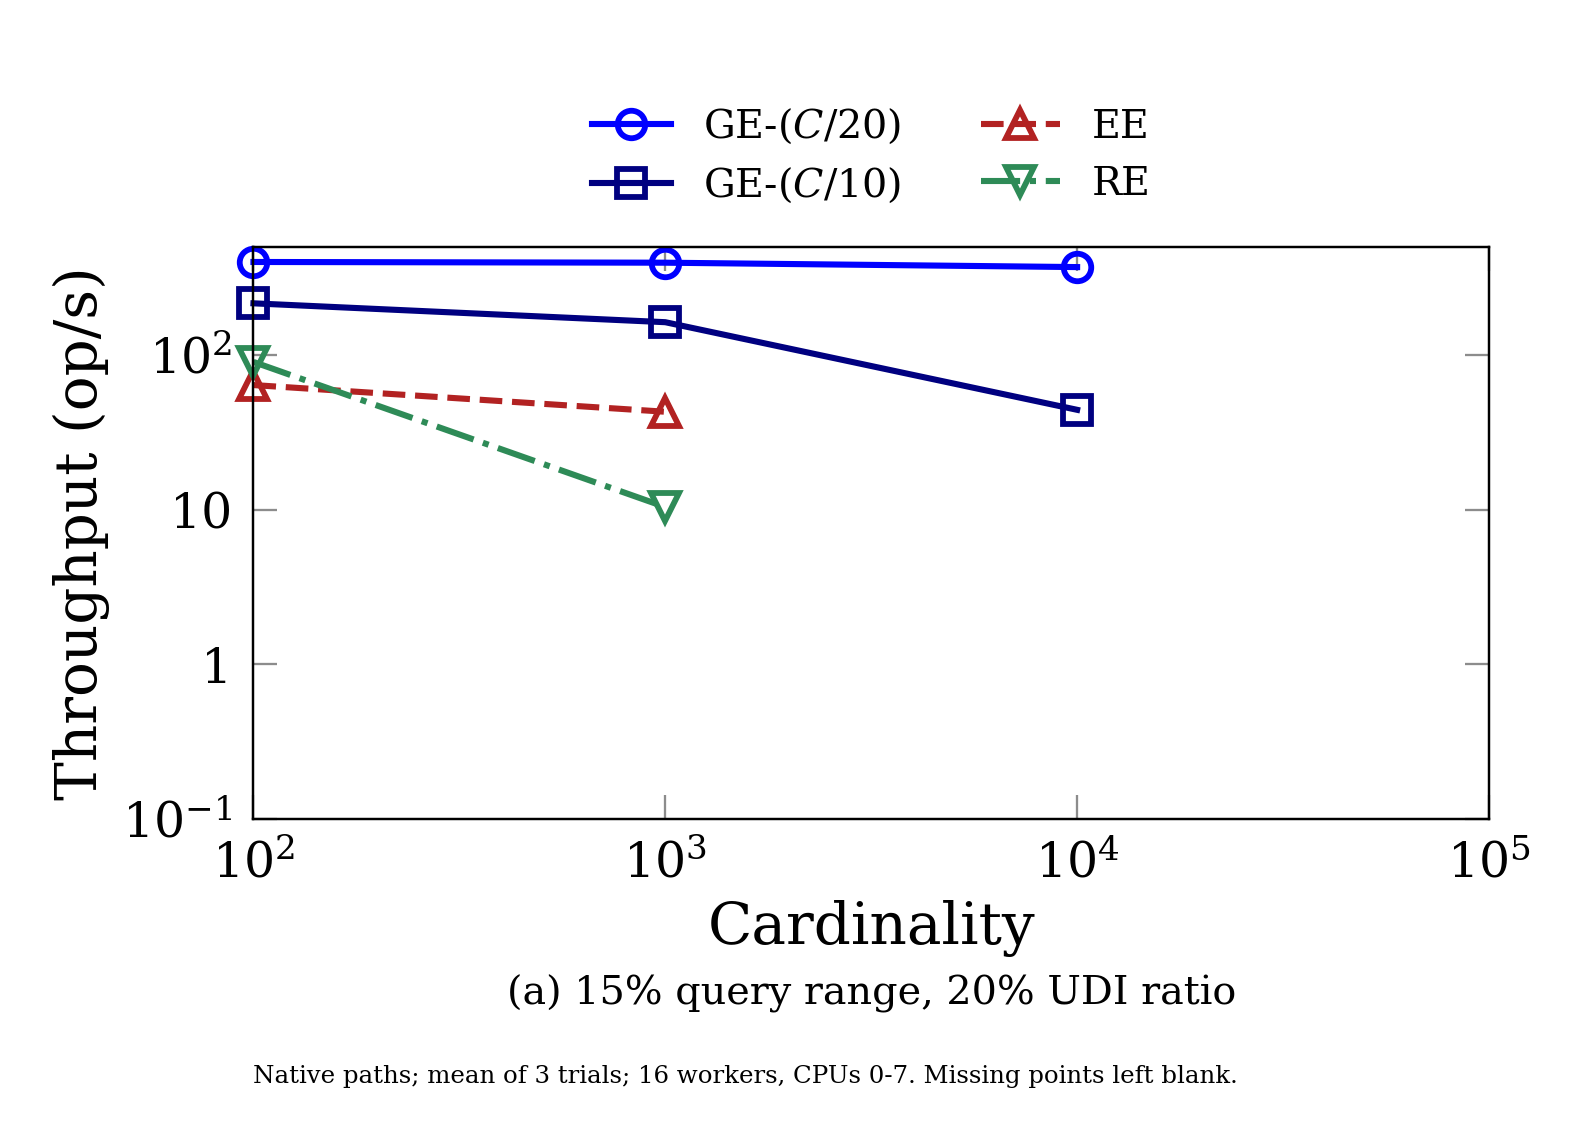 GE-(C/20) EE
GE-(C/10) RE
Throughput (op/s)
10²
10
1
10⁻¹
10² 10³ 10⁴ 10⁵
Cardinality
(a) 15% query range, 20% UDI ratio
Native paths; mean of 3 trials; 16 workers, CPUs 0-7. Missing points left blank.